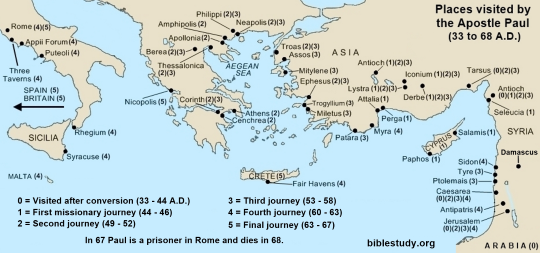 Places visited by
the Apostle Paul
(33 to 68 A.D.)
Rome (4)(5)
Appii Forum (4)
Puteoli (4)
Three
Taverns (4)
SPAIN (5)
BRITAIN (5)
SICILIA
Rhegium (4)
Syracuse (4)
MALTA (4)
Philippi (2)(3)
Neapolis (2)(3)
Amphipolis (2)
Apollonia (2)
Berea (2)(3)
Thessalonica
(2)(3)
Nicopolis (5)
Corinth (2)(3)
Athens (2)
Cenchrea (2)
AEGEAN
SEA
Troas (2)(3)
Assos (3)
Mitylene (3)
Ephesus (2)(3)
Trogyllium (3)
Miletus (3)
ASIA
Antioch
(1)(2)(3)
Iconium (1)(2)(3)
Lystra (1)(2)(3)
Derbe (1)(2)(3)
Tarsus (0)(2)(3)
Antioch
(0)(1)(2)(3)
Seleucia (1)
Attalia (1)
Perga (1)
Patara (3)
Myra (4)
CYPRUS (1)
Salamis (1)
Paphos (1)
SYRIA
Damascus
Sidon (4)
Tyre (3)
Ptolemais (3)
Caesarea
(0)(2)(3)(4)
Antipatris (4)
Jerusalem
(0)(2)(3)(4)
ARABIA (0)
CRETE (5)
Fair Havens (4)
0 = Visited after conversion (33 - 44 A.D.)
1 = First missionary journey (44 - 46)
2 = Second journey (49 - 52)
3 = Third journey (53 - 58)
4 = Fourth journey (60 - 63)
5 = Final journey (63 - 67)
In 67 Paul is a prisoner in Rome and dies in 68.
biblestudy.org